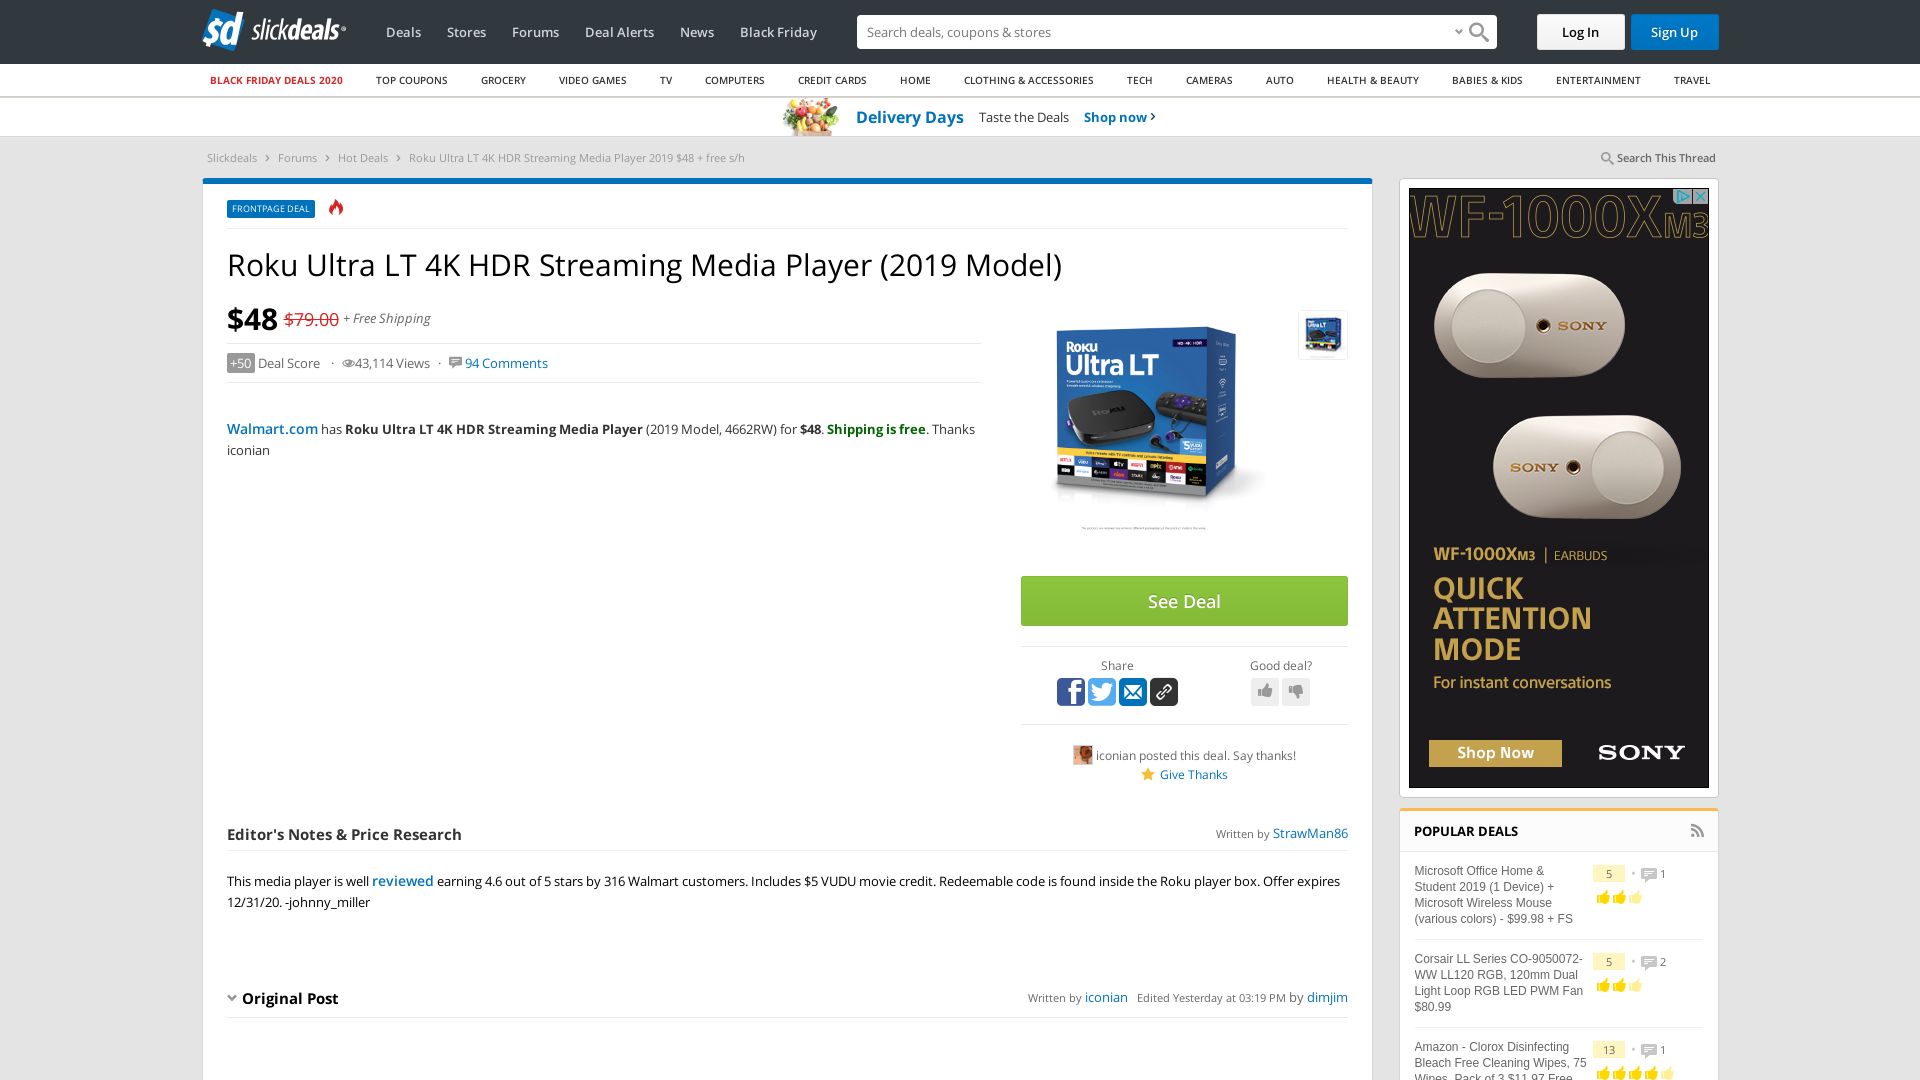 slickdeals
Deals
Stores
Forums
Deal Alerts
News
Black Friday
Search deals, coupons & stores
Log In
Sign Up
BLACK FRIDAY DEALS 2020
TOP COUPONS
GROCERY
VIDEO GAMES
TV
COMPUTERS
CREDIT CARDS
HOME
CLOTHING & ACCESSORIES
TECH
CAMERAS
AUTO
HEALTH & BEAUTY
BABIES & KIDS
ENTERTAINMENT
TRAVEL
Delivery Days Taste the Deals Shop now ›
Slickdeals › Forums › Hot Deals › Roku Ultra LT 4K HDR Streaming Media Player 2019 $48 + free s/h
Search This Thread
FRONTPAGE DEAL
Roku Ultra LT 4K HDR Streaming Media Player (2019 Model)
$48 $79.00 + Free Shipping
+50 Deal Score · 43,114 Views · 94 Comments
Walmart.com has Roku Ultra LT 4K HDR Streaming Media Player (2019 Model, 4662RW) for $48. Shipping is free. Thanks
iconian
Roku
Ultra LT
See Deal
Share
Good deal?
iconian posted this deal. Say thanks!
Give Thanks
Editor's Notes & Price Research
Written by StrawMan86
This media player is well reviewed earning 4.6 out of 5 stars by 316 Walmart customers. Includes $5 VUDU movie credit. Redeemable code is found inside the Roku player box. Offer expires
12/31/20. -johnny_miller
Original Post
Written by iconian Edited Yesterday at 03:19 PM by dimjim
WF-1000XM3
SONY
SONY
WF-1000XM3 | EARBUDS
QUICK
ATTENTION
MODE
For instant conversations
Shop Now
SONY
POPULAR DEALS
Microsoft Office Home &
Student 2019 (1 Device) +
Microsoft Wireless Mouse
(various colors) - $99.98 + FS
5 • 1
Corsair LL Series CO-9050072-
WW LL120 RGB, 120mm Dual
Light Loop RGB LED PWM Fan
$80.99
5 • 2
Amazon - Clorox Disinfecting
Bleach Free Cleaning Wipes, 75
Wipes, Pack of 3 $11.97 Free
13 • 1